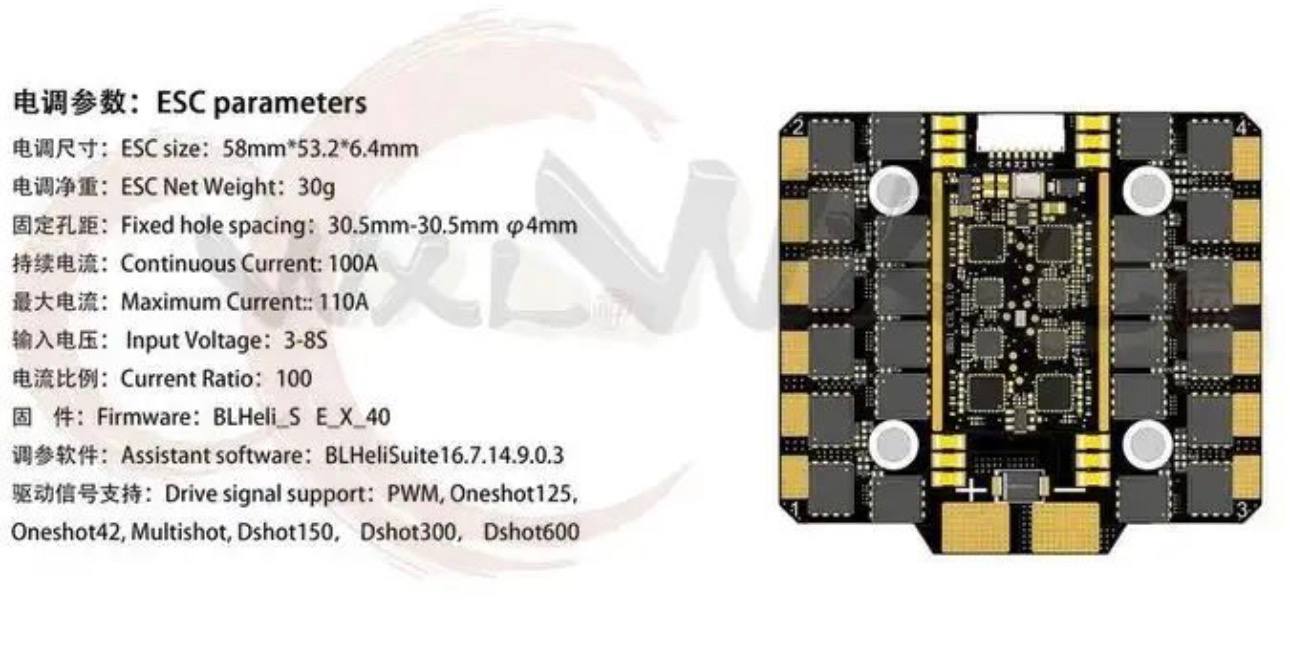 电调参数：ESC parameters
电调尺寸：ESC size：58mm*53.2*6.4mm
电调净重：ESC Net Weight：30g
固定孔距：Fixed hole spacing：30.5mm-30.5mm φ4mm
持续电流：Continuous Current: 100A
最大电流：Maximum Current:: 110A
输入电压： Input Voltage：3-8S
电流比例：Current Ratio：100
固 件：Firmware：BLHeli_S E_X_40
调参软件：Assistant software：BLHeliSuite16.7.14.9.0.3
驱动信号支持：Drive signal support：PWM, Oneshot125,
Oneshot42, Multishot, Dshot150， Dshot300， Dshot600
WXLW
2
4
+
—
1
3